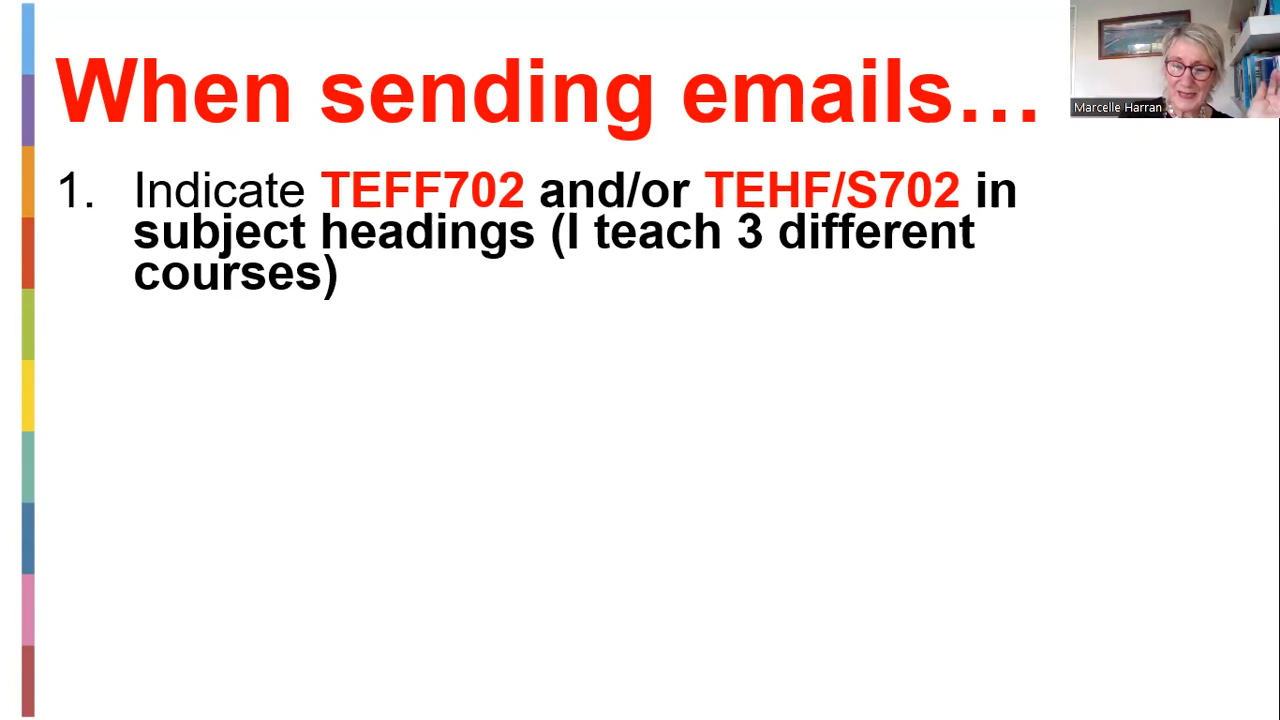 When sending emails…
1. Indicate TEFF702 and/or TEHF/S702 in
subject headings (I teach 3 different
courses)
Marcelle Harran